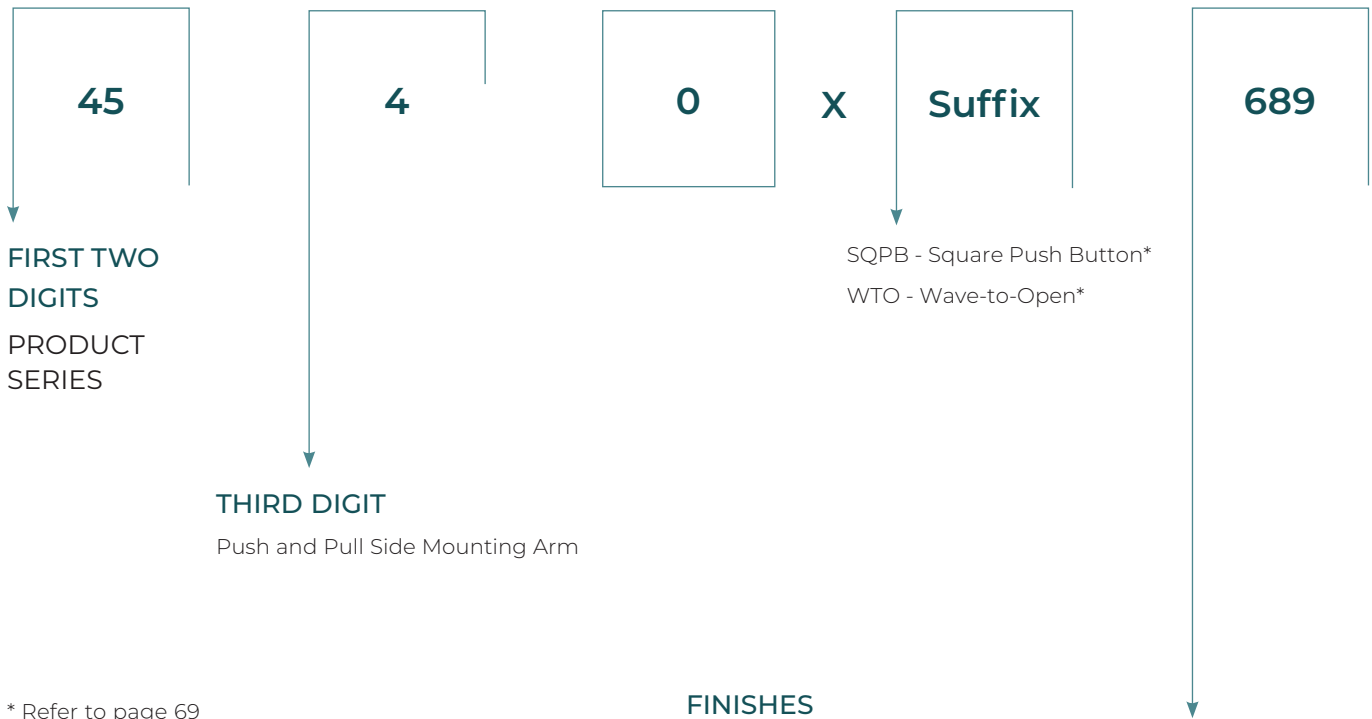 45 4 0 X Suffix 689
FIRST TWO
DIGITS
PRODUCT
SERIES
SQPB - Square Push Button*
WTO - Wave-to-Open*
THIRD DIGIT
Push and Pull Side Mounting Arm
* Refer to page 69
FINISHES